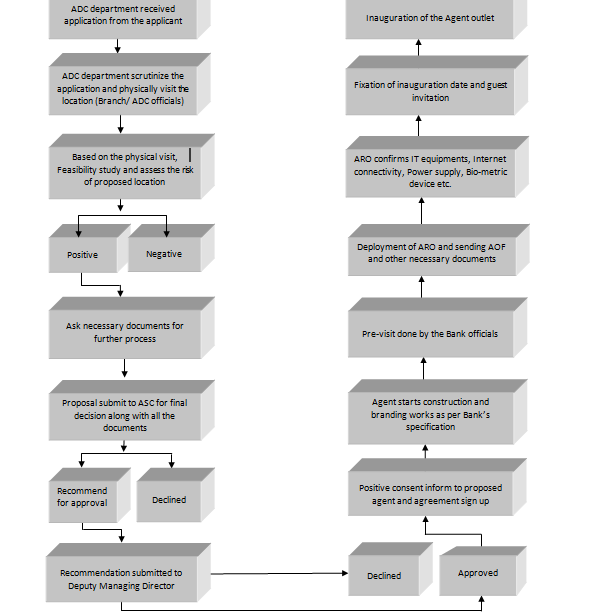 ADC department received
application from the applicant
ADC department scrutinize the
application and physically visit the
location (Branch/ ADC officials)
Based on the physical visit,
Feasibility study and assess the risk
of proposed location
Positive
Negative
Ask necessary documents for
further process
Proposal submit to ASC for final
decision along with all the
documents
Recommend
for approval
Declined
Recommendation submitted to
Deputy Managing Director
Declined
Approved
Positive consent inform to proposed
agent and agreement sign up
Agent starts construction and
branding works as per Bank's
specification
Pre-visit done by the Bank officials
Deployment of ARO and sending AOF
and other necessary documents
ARO confirms IT equipments, Internet
connectivity, Power supply, Bio-metric
device etc.
Fixation of inauguration date and guest
invitation
Inauguration of the Agent outlet